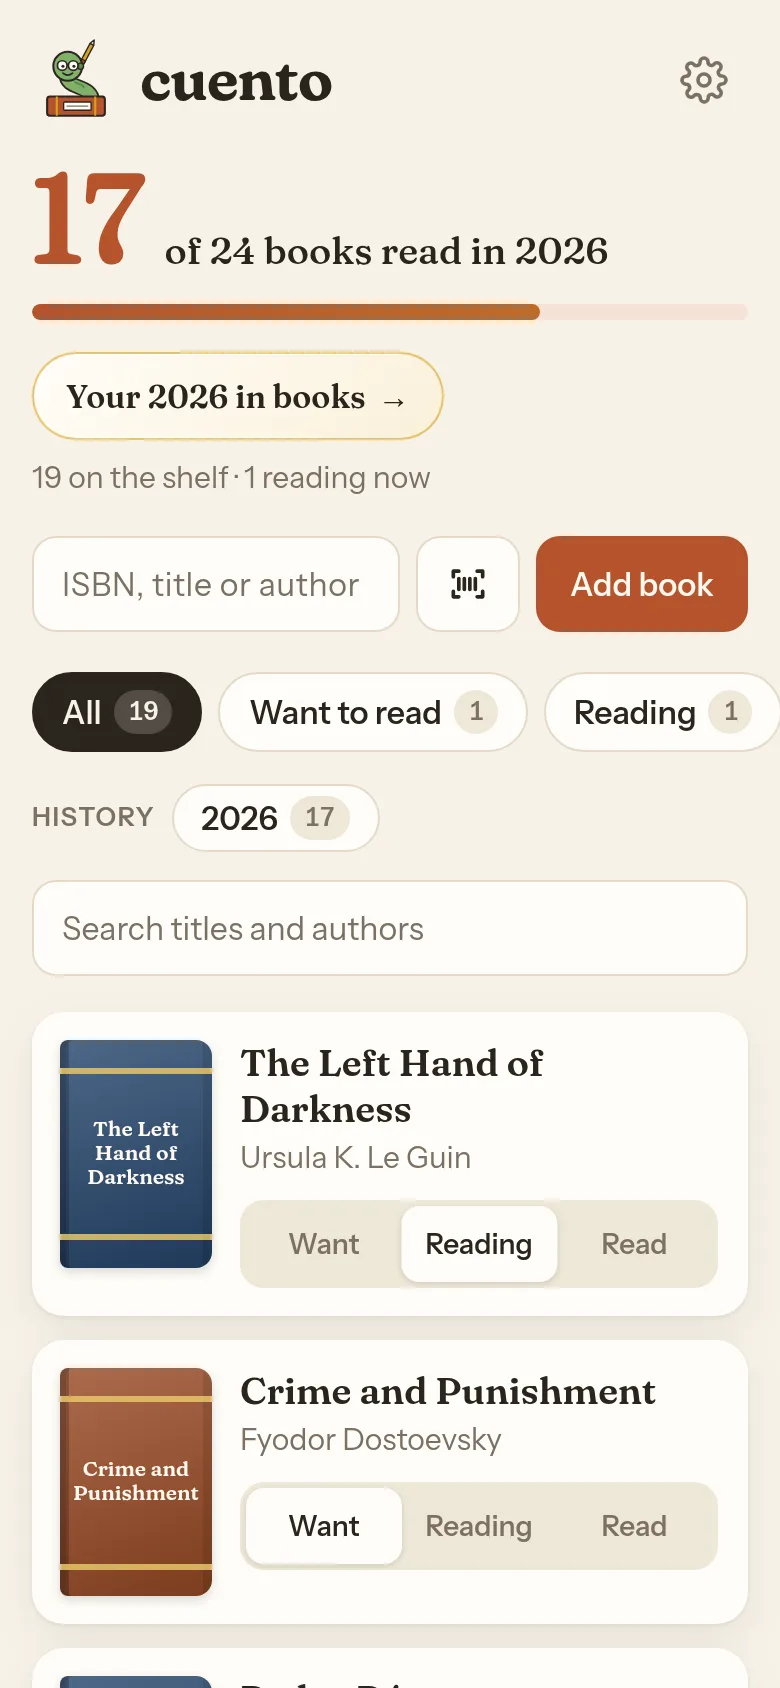 cuento
17 of 24 books read in 2026
Your 2026 in books →
19 on the shelf · 1 reading now
ISBN, title or author
Add book
All 19
Want to read 1
Reading 1
HISTORY
2026 17
Search titles and authors
The Left
Hand of
Darkness
The Left Hand of
Darkness
Ursula K. Le Guin
Want Reading Read
Crime and
Punishment
Crime and Punishment
Fyodor Dostoevsky
Want Reading Read